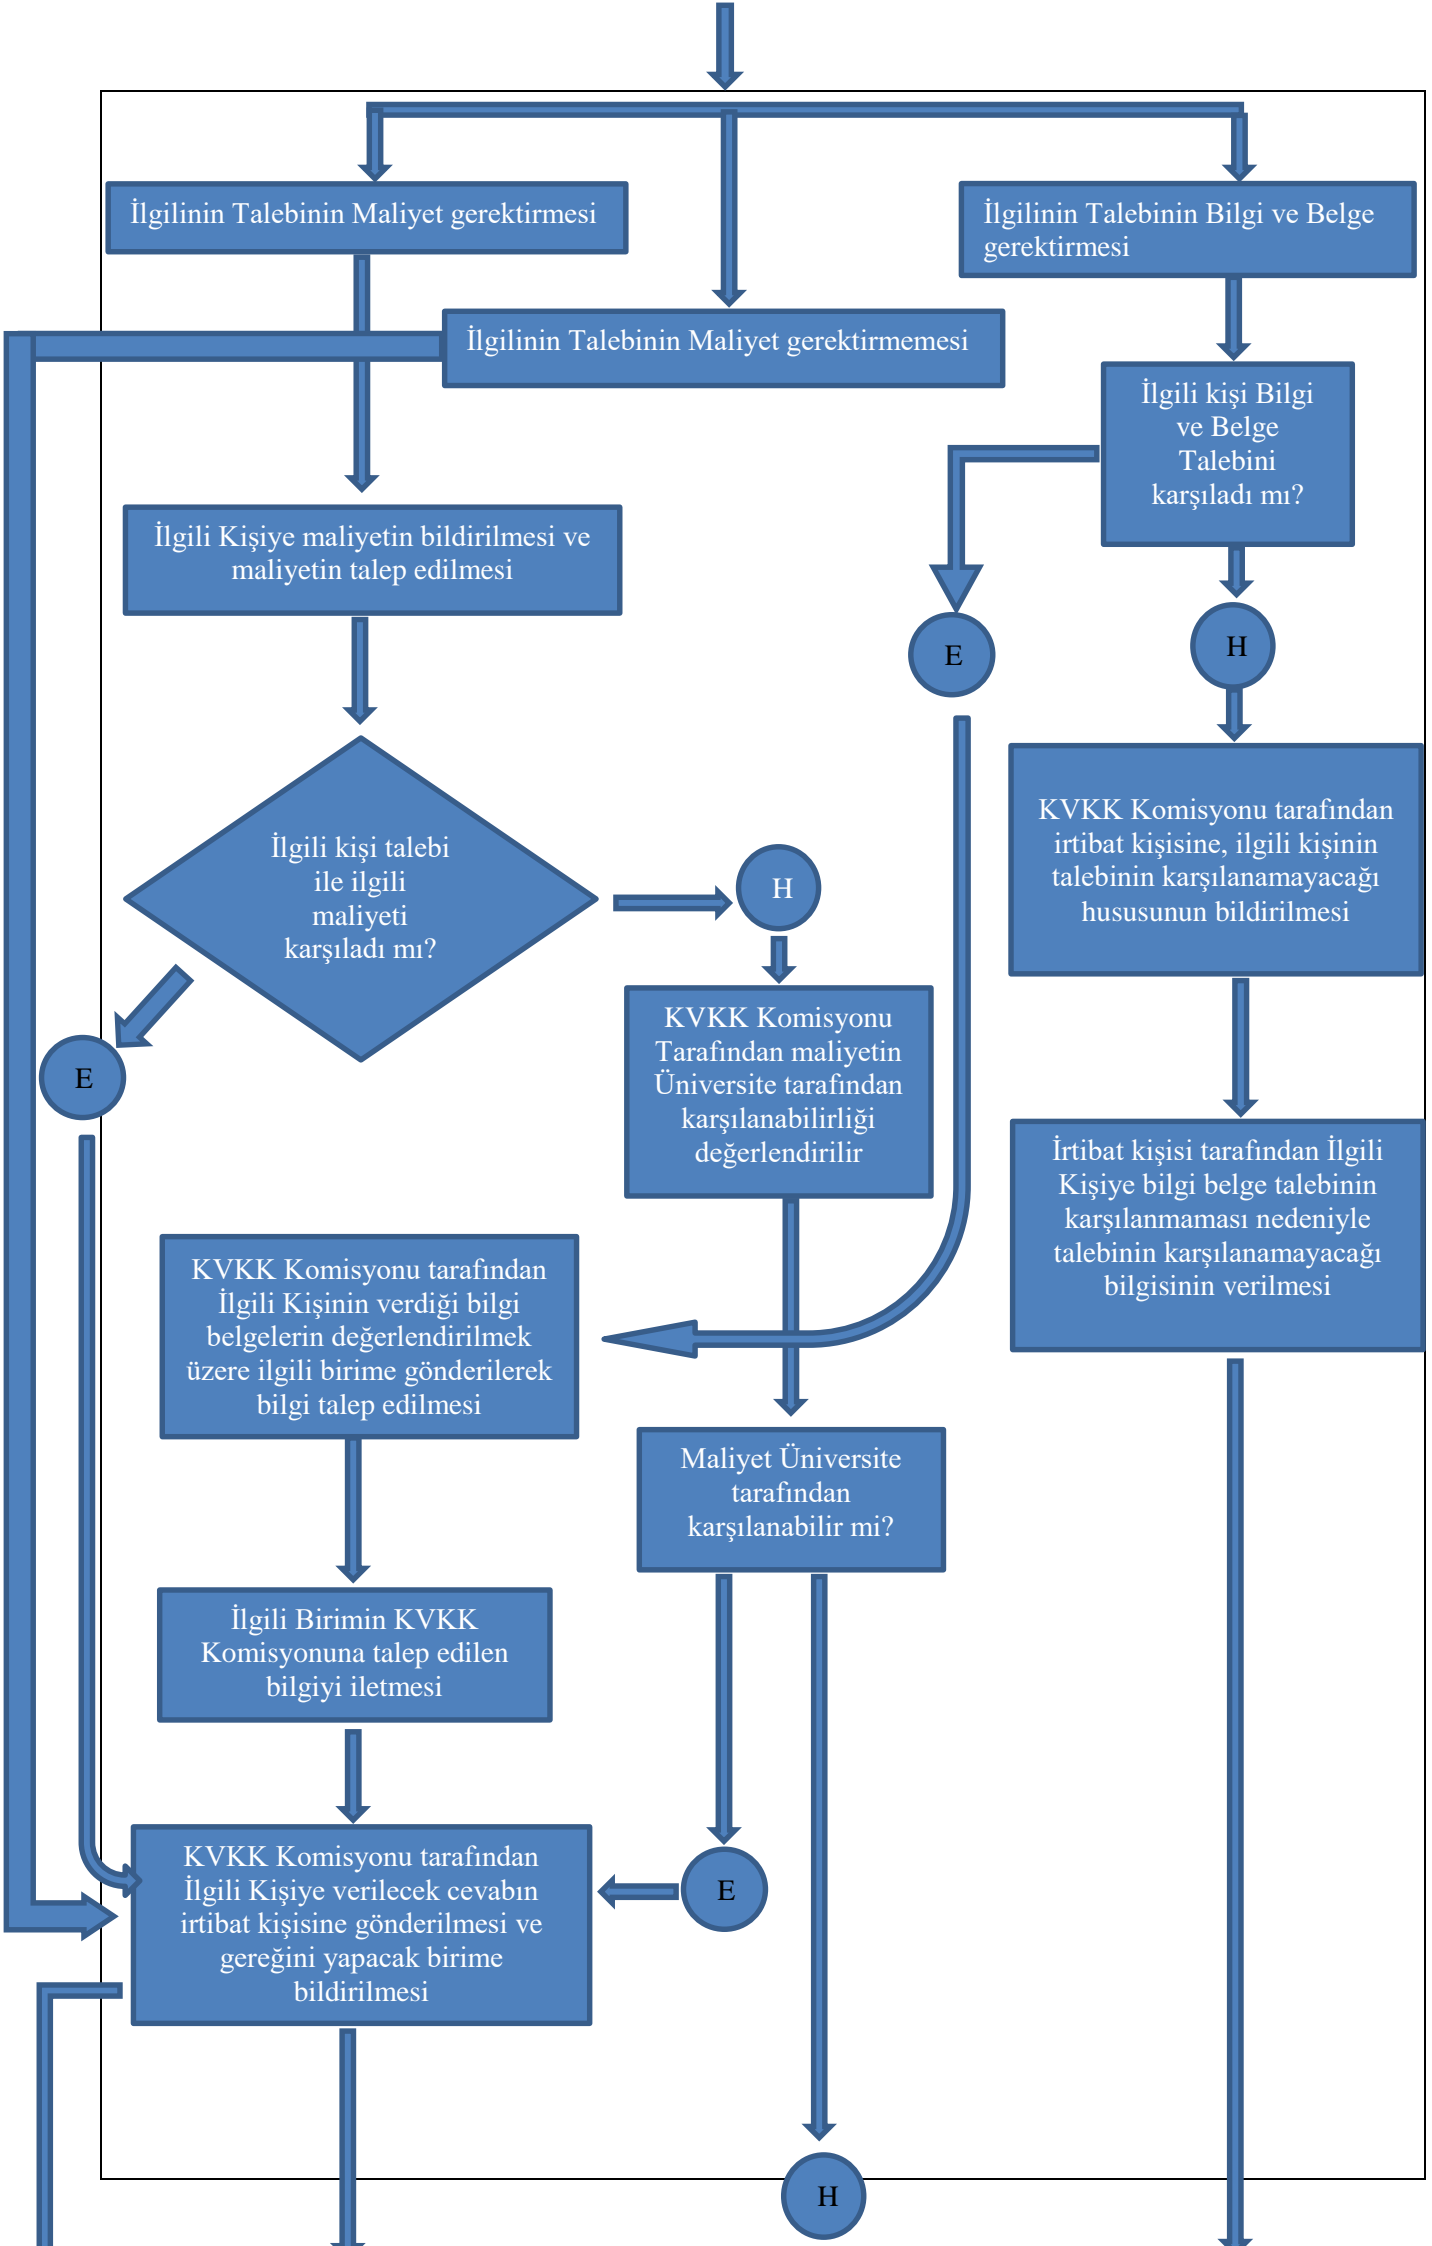 İlgilinin Talebinin Maliyet gerektirmesi
İlgilinin Talebinin Bilgi ve Belge
gerektirmesi
İlgilinin Talebinin Maliyet gerektirmemesi
İlgili kişi Bilgi
ve Belge
Talebini
karşıladı mı?
İlgili Kişiye maliyetin bildirilmesi ve
maliyetin talep edilmesi
E
H
İlgili kişi talebi
ile ilgili
maliyeti
karşıladı mı?
H
KVKK Komisyonu tarafından
irtibat kişisine, ilgili kişinin
talebinin karşılanamayacağı
hususunun bildirilmesi
E
KVKK Komisyonu
Tarafından maliyetin
Üniversite tarafından
karşılanabilirliği
değerlendirilir
İrtibat kişisi tarafından İlgili
Kişiye bilgi belge talebinin
karşılanmaması nedeniyle
talebinin karşılanamayacağı
bilgisinin verilmesi
KVKK Komisyonu tarafından
İlgili Kişinin verdiği bilgi
belgelerin değerlendirilmek
üzere ilgili birime gönderilerek
bilgi talep edilmesi
Maliyet Üniversite
tarafından
karşılanabilir mi?
İlgili Birimin KVKK
Komisyonuna talep edilen
bilgiyi iletmesi
KVKK Komisyonu tarafından
İlgili Kişiye verilecek cevabın
irtibat kişisine gönderilmesi ve
gereğini yapacak birime
bildirilmesi
E
H